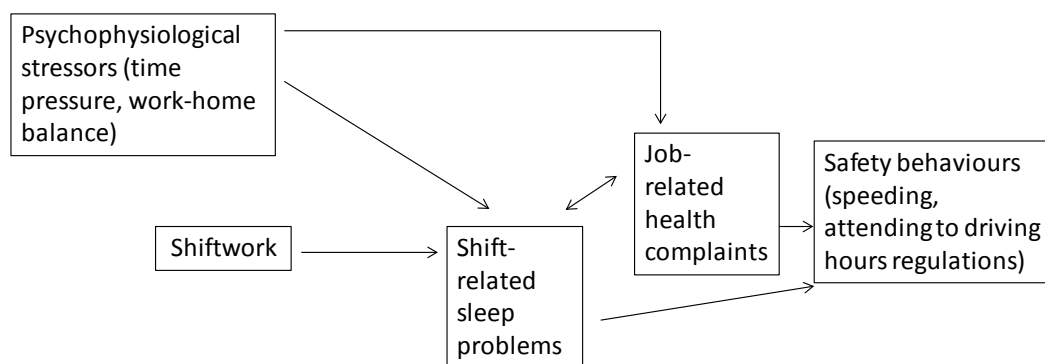 Psychophysiological
stressors (time
pressure, work-home
balance)
Job-
related
health
complaints
Safety behaviours
(speeding,
attending to driving
hours regulations)
Shiftwork
Shift-
related
sleep
problems